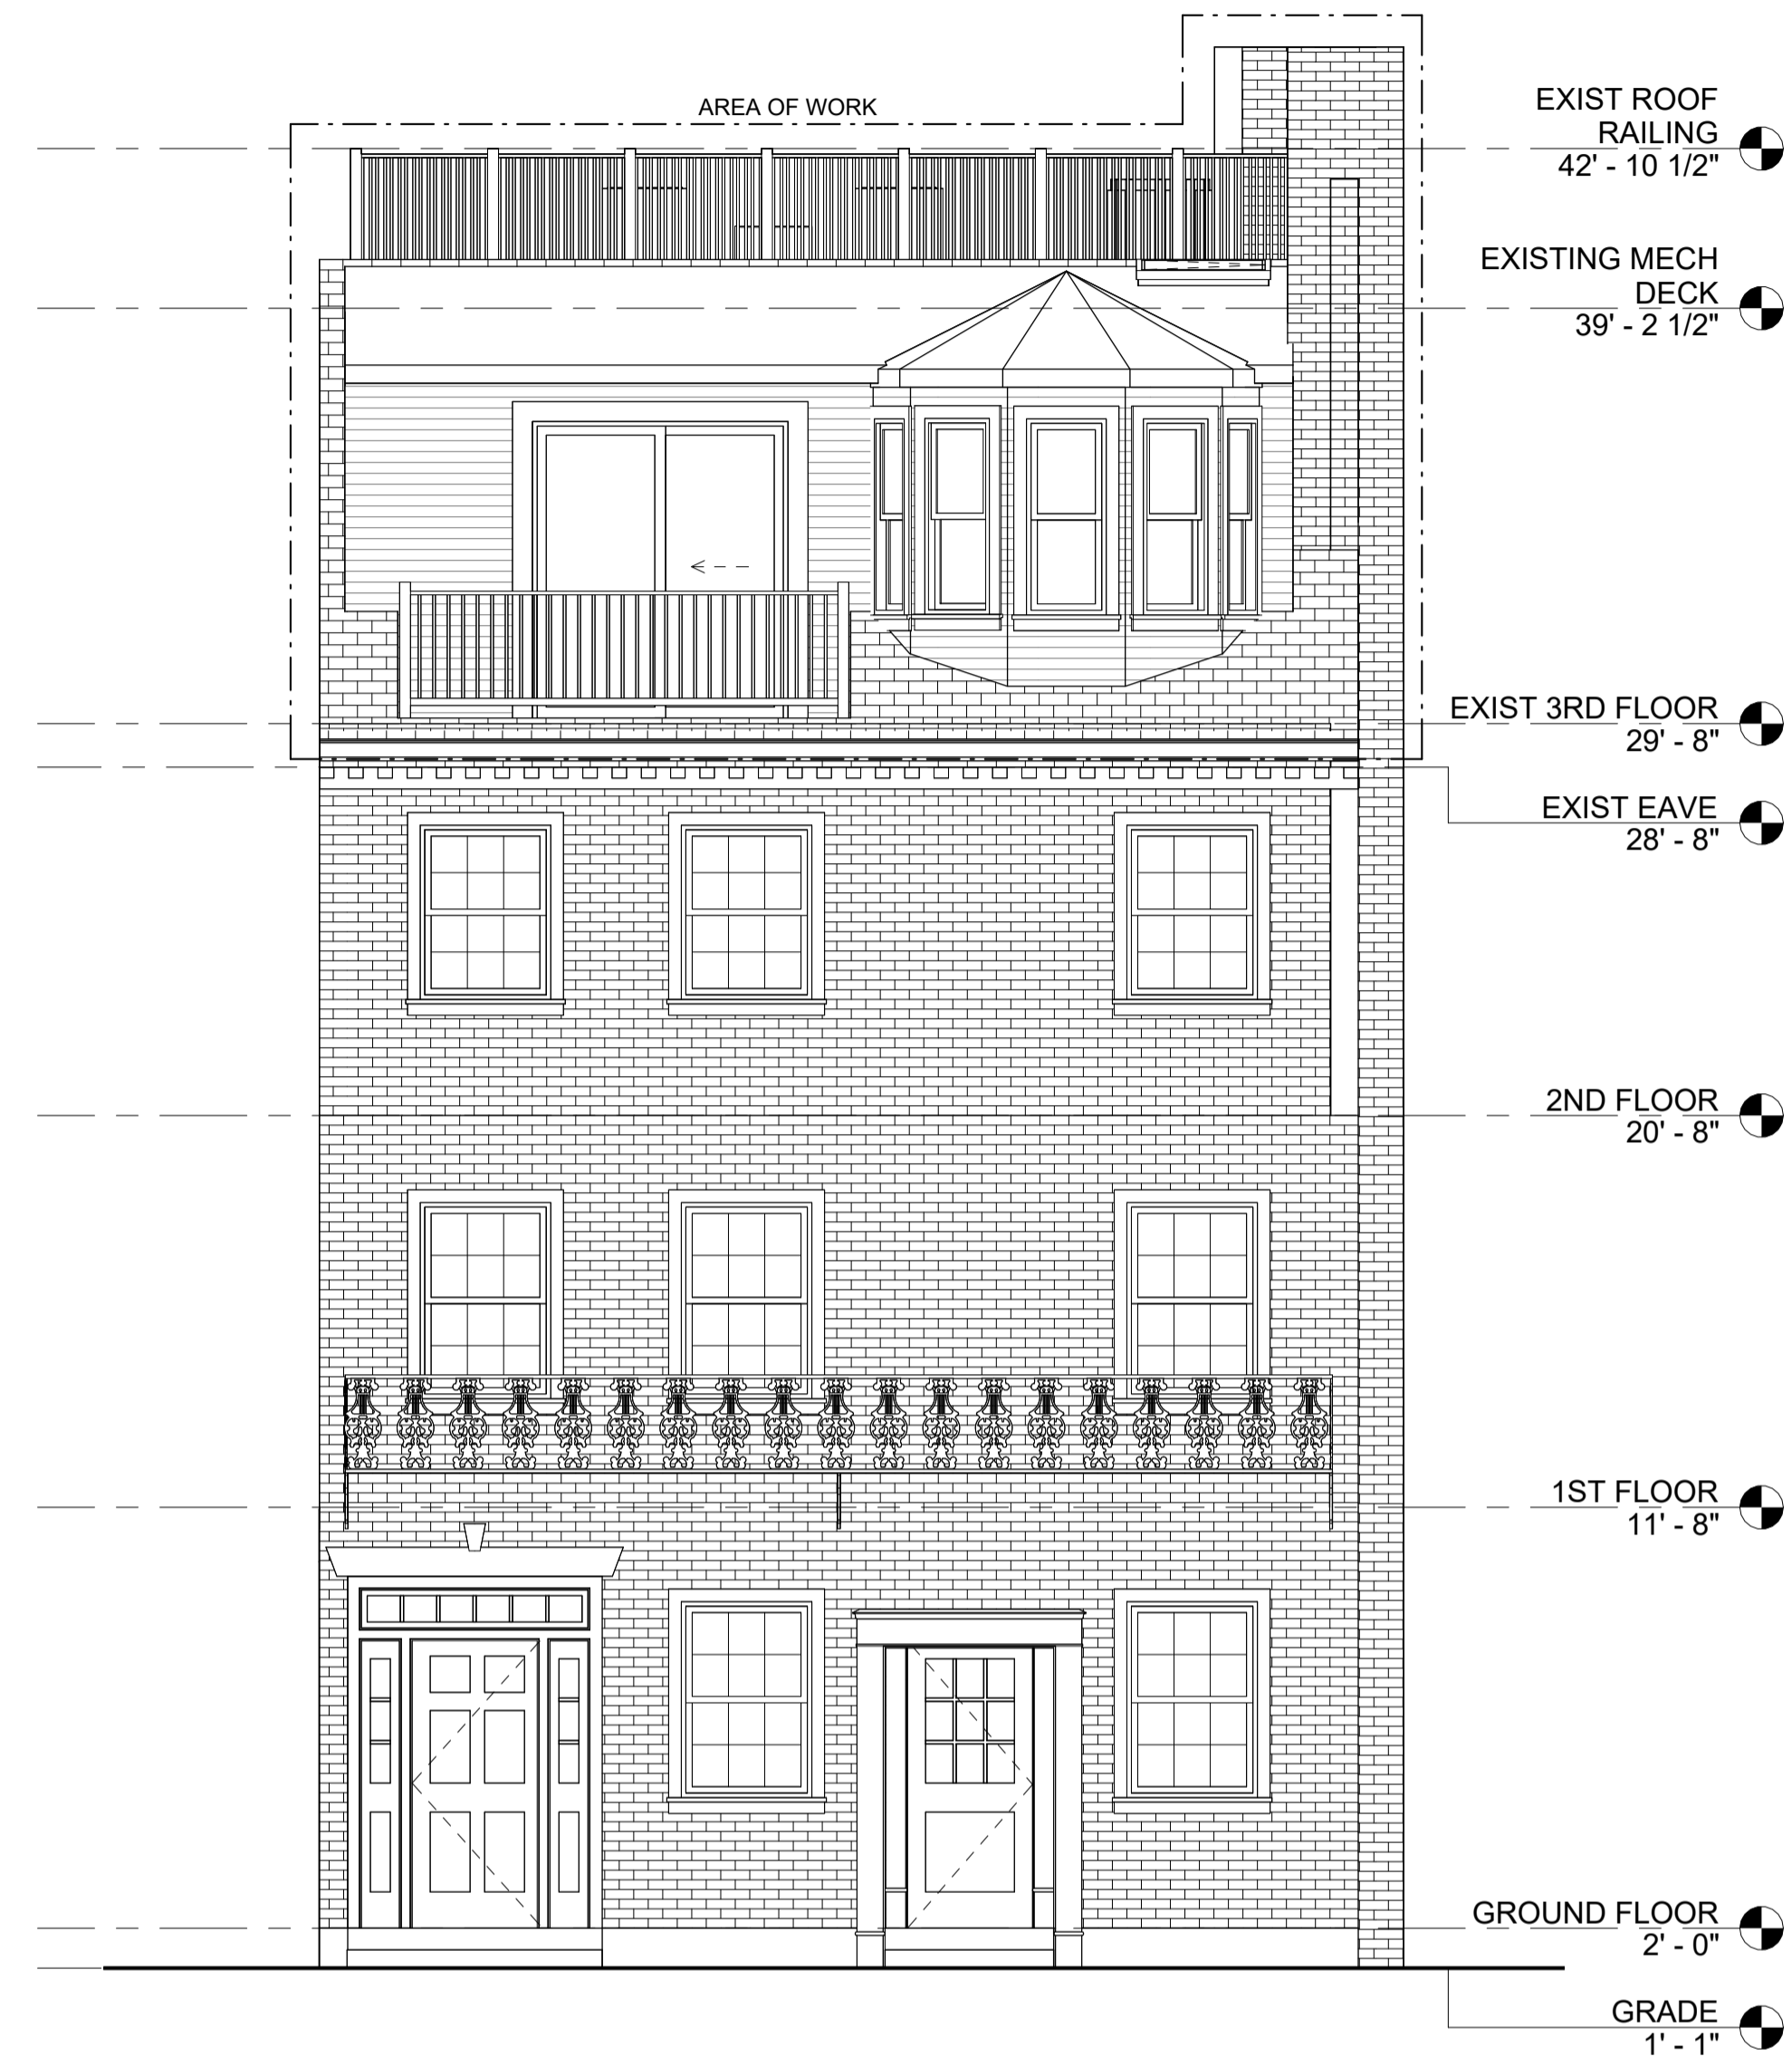 AREA OF WORK
EXIST ROOF
RAILING
42' - 10 1/2"
EXISTING MECH
DECK
39' - 2 1/2"
EXIST 3RD FLOOR
29' - 8"
EXIST EAVE
28' - 8"
2ND FLOOR
20' - 8"
1ST FLOOR
11' - 8"
GROUND FLOOR
2' - 0"
GRADE
1' - 1"